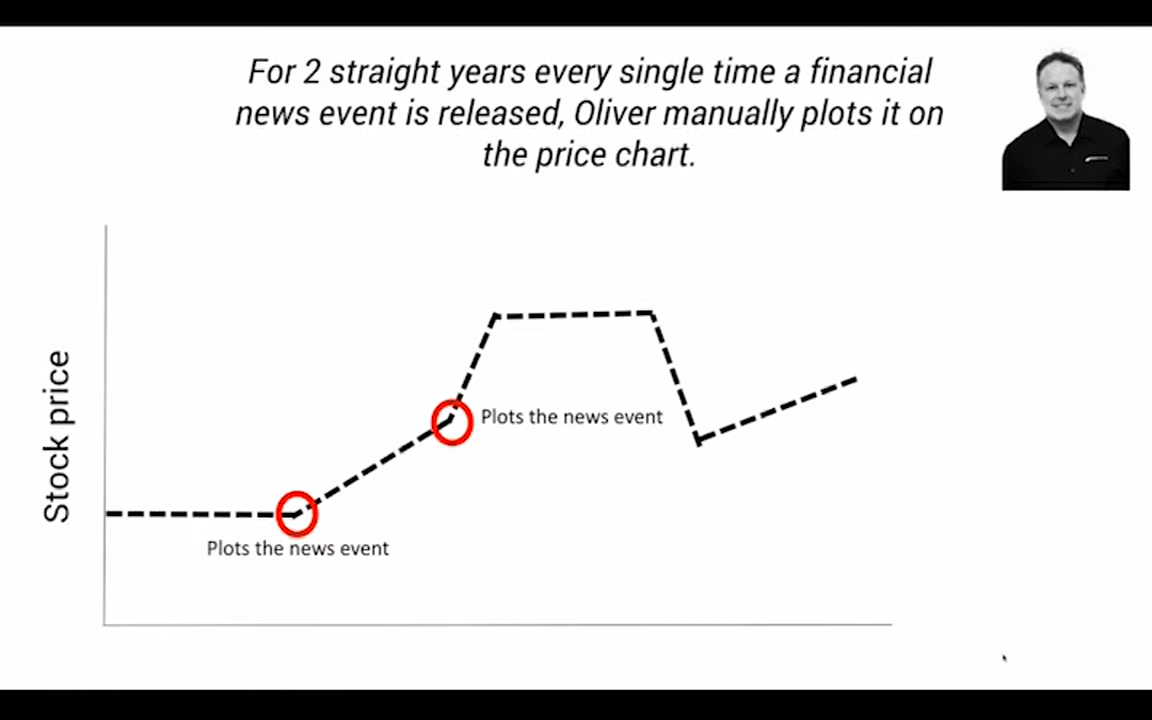 For 2 straight years every single time a financial
news event is released, Oliver manually plots it on
the price chart.
Stock price
Plots the news event
Plots the news event